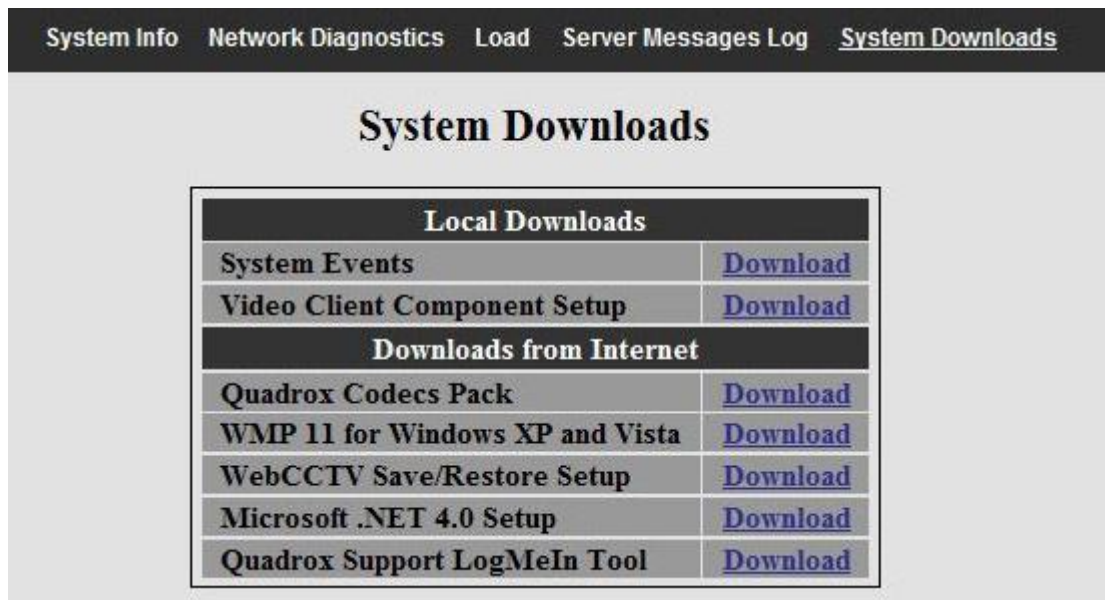 System Info Network Diagnostics Load Server Messages Log System Downloads
System Downloads
Local Downloads
System Events Download
Video Client Component Setup Download
Downloads from Internet
Quadrox Codecs Pack Download
WMP 11 for Windows XP and Vista Download
WebCCTV Save/Restore Setup Download
Microsoft .NET 4.0 Setup Download
Quadrox Support LogMeIn Tool Download